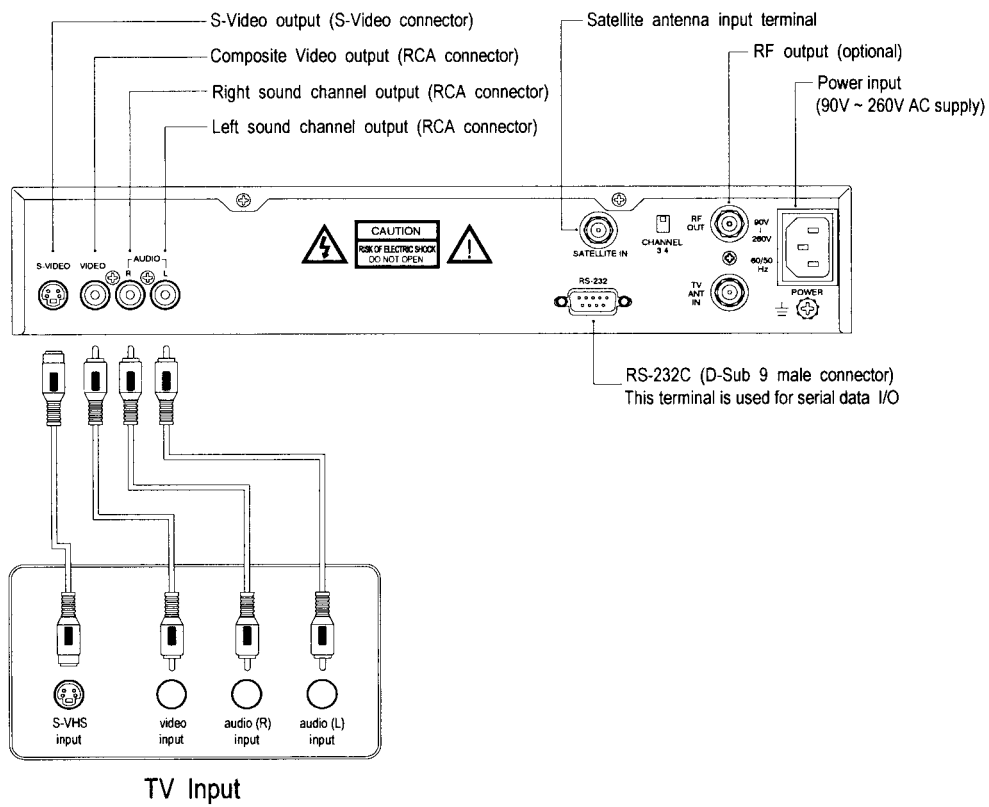 S-Video output (S-Video connector)
Composite Video output (RCA connector)
Right sound channel output (RCA connector)
Left sound channel output (RCA connector)
Satellite antenna input terminal
RF output (optional)
Power input
(90V ~ 260V AC supply)
S-VIDEO
VIDEO
AUDIO
R
L
CAUTION
RISK OF ELECTRIC SHOCK
DO NOT OPEN
SATELLITE IN
CHANNEL
3 4
RF
OUT
90V
~
260V
60/50
Hz
TV
ANT
IN
POWER
RS-232
RS-232C (D-Sub 9 male connector)
This terminal is used for serial data I/O
S-VHS
input
video
input
audio (R)
input
audio (L)
input
TV Input